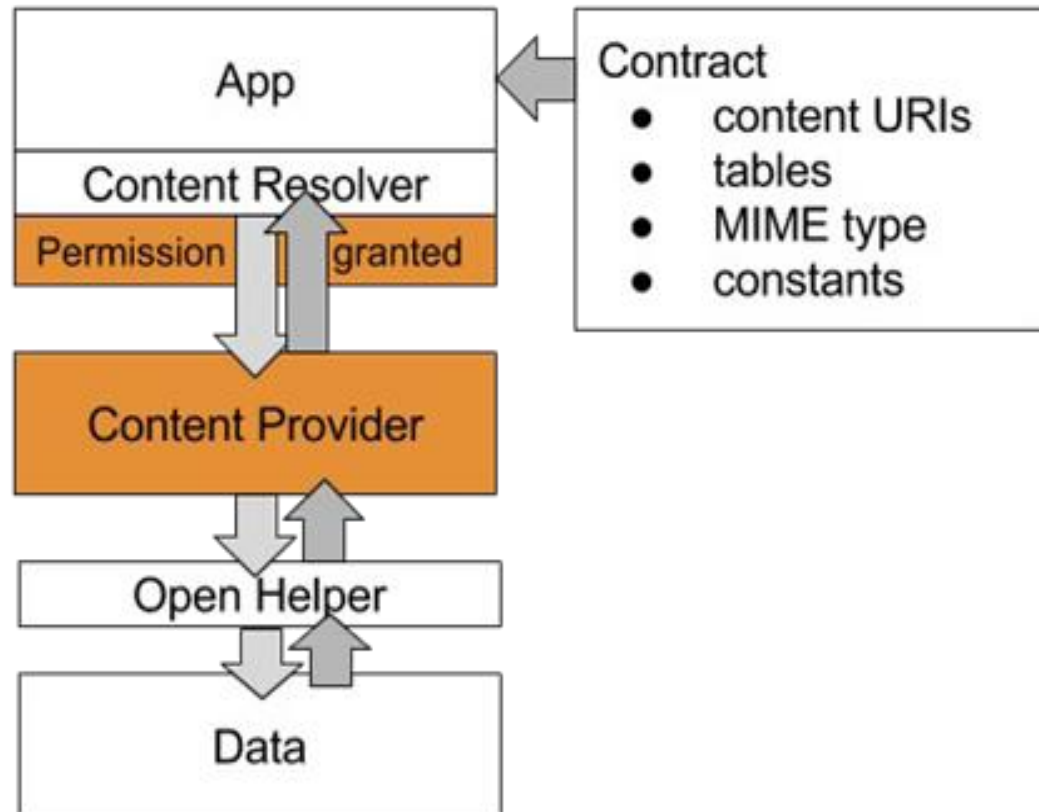 App
Content Resolver
Permission granted
Content Provider
Open Helper
Data
Contract
● content URIs
● tables
● MIME type
● constants